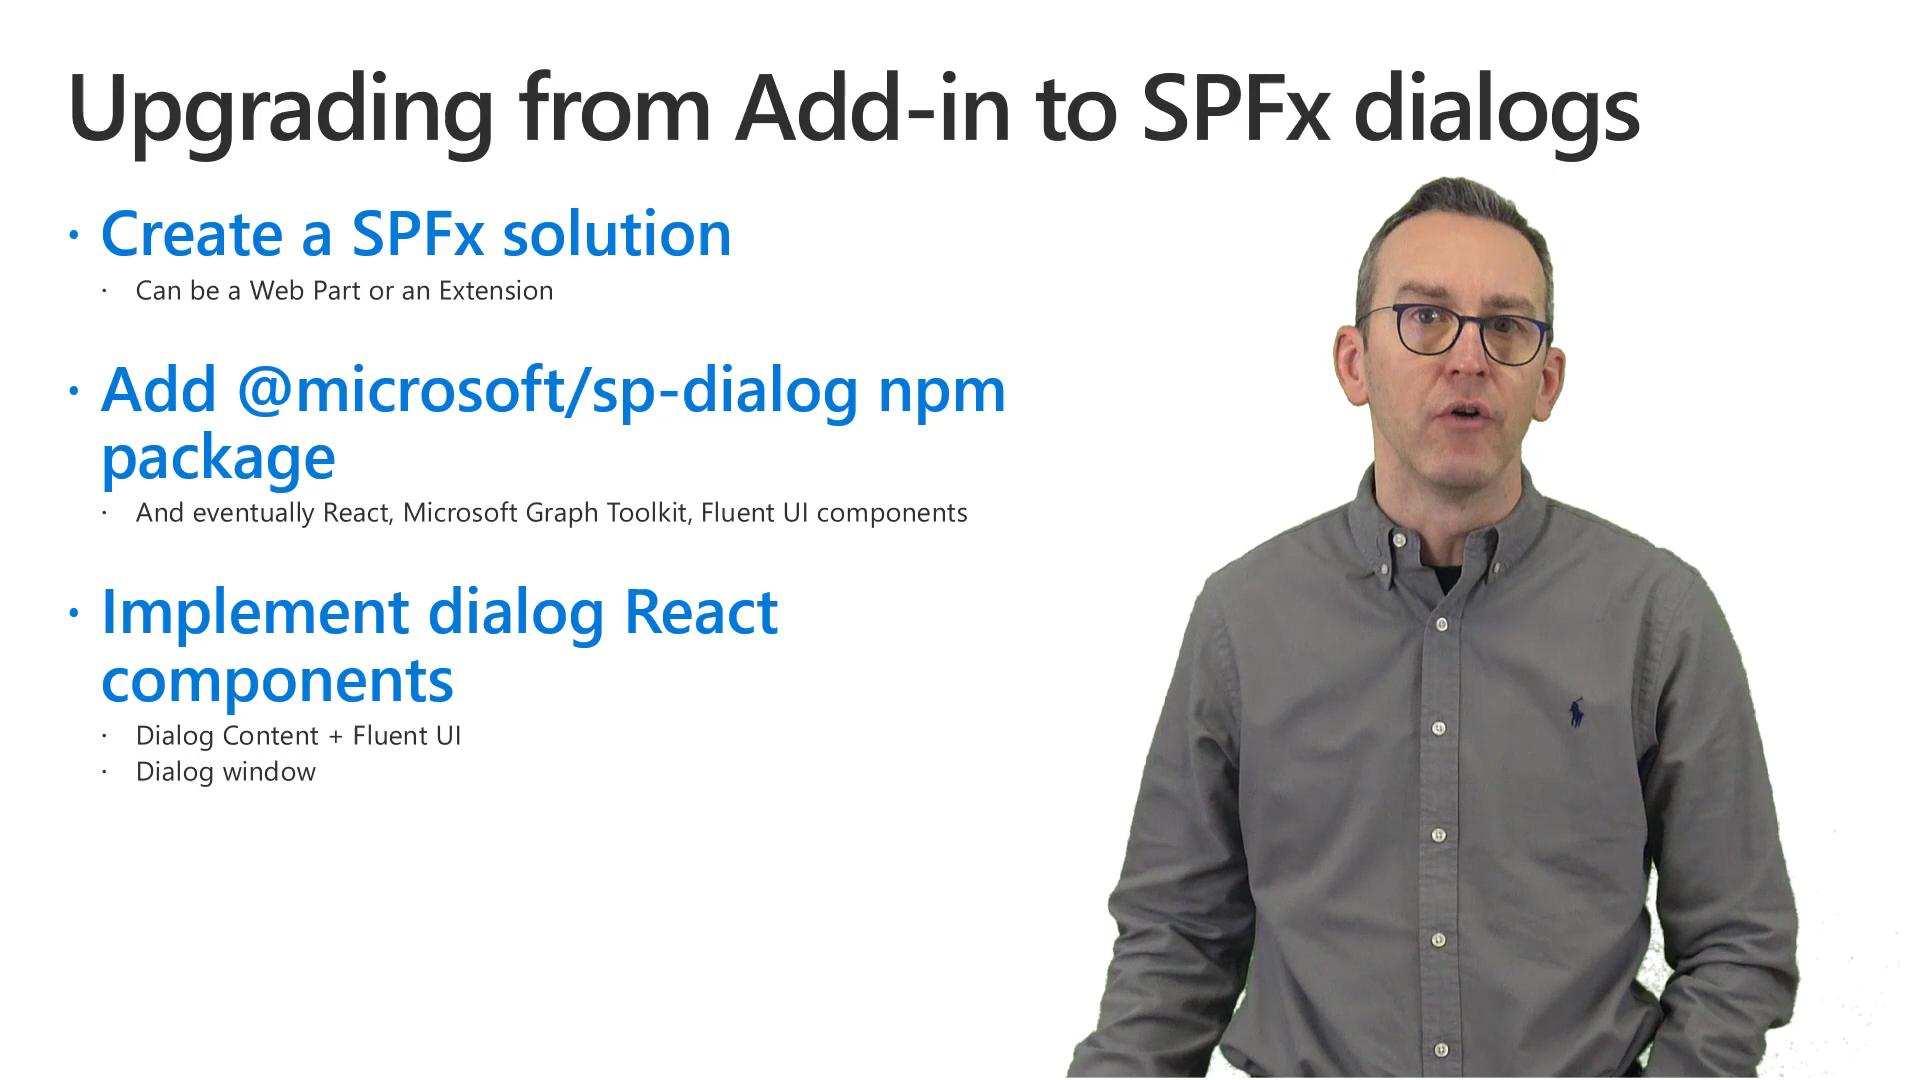 Upgrading from Add-in to SPFx dialogs
· Create a SPFx solution
· Can be a Web Part or an Extension
· Add @microsoft/sp-dialog npm
package
· And eventually React, Microsoft Graph Toolkit, Fluent UI components
· Implement dialog React
components
· Dialog Content + Fluent UI
· Dialog window